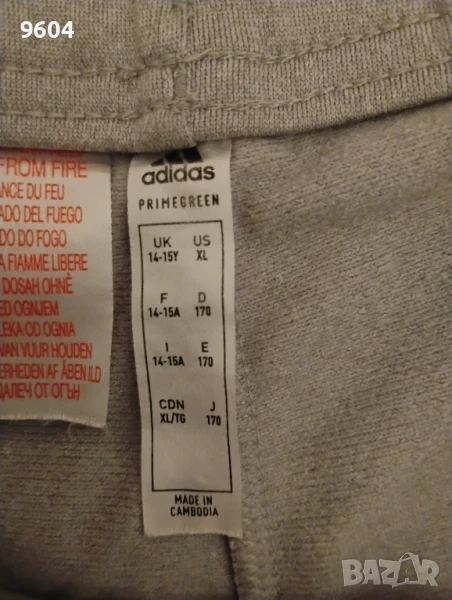 9604
FROM FIRE
NCE DU FEU
ADO DEL FUEGO
DO DO FOGO
A FIAMME LIBERE
DOSAH OHNĚ
ED OGNJEM
LEKA OD OGNIA
VAN VUUR HOUDEN
ERHEDEN AF ÅBEN ILD
ДАЛЕЧ ОТ ОГЪН
adidas
PRIMEGREEN
UK US
14-15Y XL
F D
14-15A 170
I E
14-15A 170
CDN J
XL/TG 170
MADE IN
CAMBODIA
BAZAR